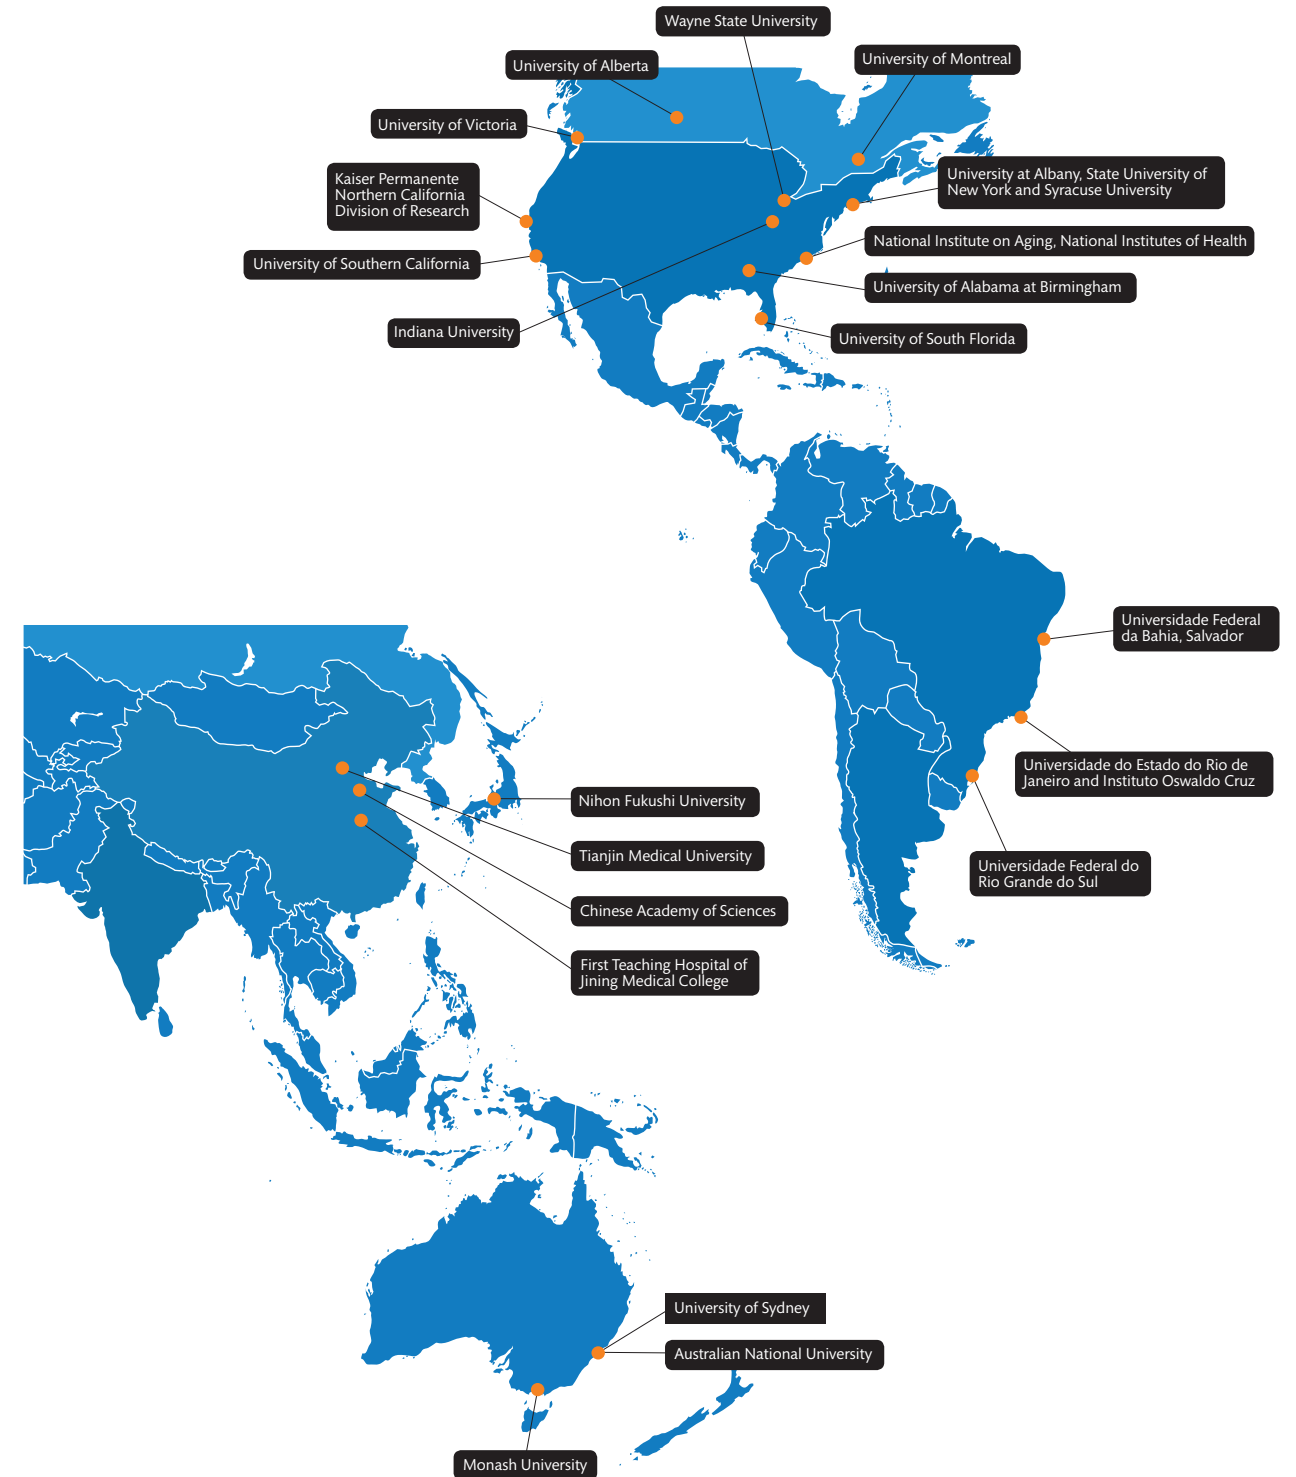 Wayne State University
University of Montreal
University of Alberta
University of Victoria
Kaiser Permanente
Northern California
Division of Research
University at Albany, State University of
New York and Syracuse University
National Institute on Aging, National Institutes of Health
University of Southern California
University of Alabama at Birmingham
Indiana University
University of South Florida
Universidade Federal
da Bahia, Salvador
Universidade do Estado do Rio de
Janeiro and Instituto Oswaldo Cruz
Nihon Fukushi University
Tianjin Medical University
Universidade Federal do
Rio Grande do Sul
Chinese Academy of Sciences
First Teaching Hospital of
Jining Medical College
University of Sydney
Australian National University
Monash University